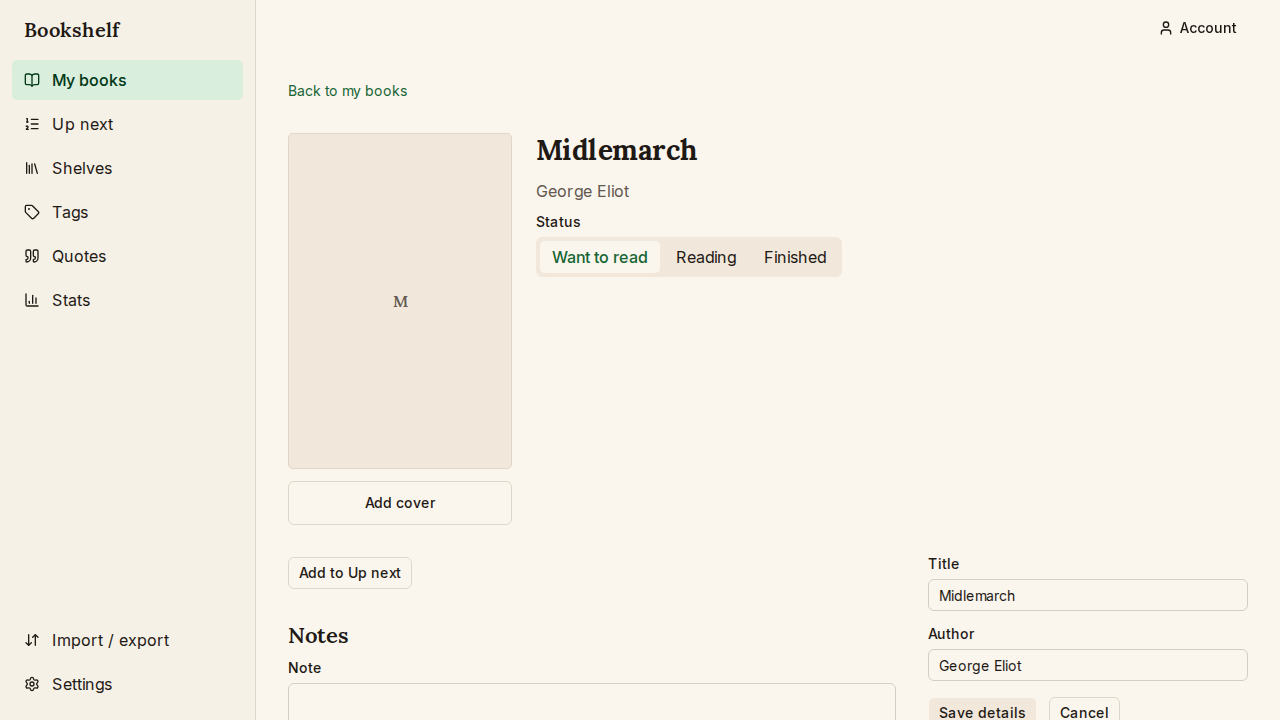 Bookshelf
My books
Up next
Shelves
Tags
Quotes
Stats
Import / export
Settings
Account
Back to my books
M
Add cover
Midlemarch
George Eliot
Status
Want to read
Reading
Finished
Add to Up next
Notes
Note
Title
Midlemarch
Author
George Eliot
Save details
Cancel